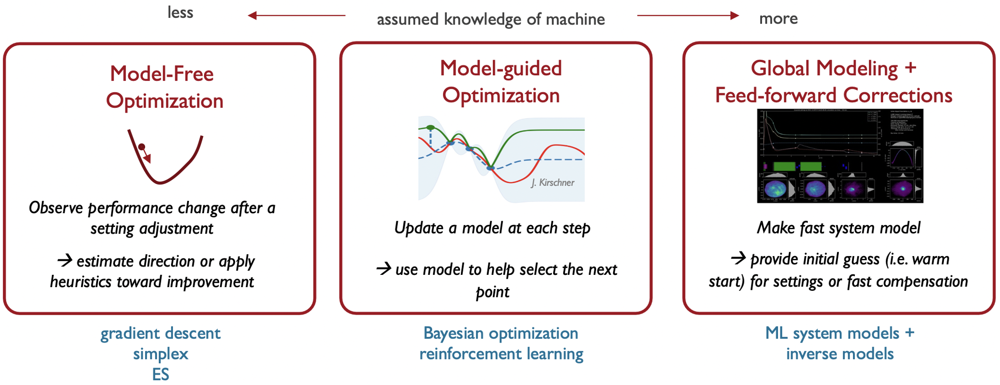 less
assumed knowledge of machine
more
Model-Free
Optimization
Observe performance change after a
setting adjustment
→ estimate direction or apply
heuristics toward improvement
gradient descent
simplex
ES
Model-guided
Optimization
J. Kirschner
Update a model at each step
→ use model to help select the next
point
Bayesian optimization
reinforcement learning
Global Modeling +
Feed-forward Corrections
Make fast system model
→ provide initial guess (i.e. warm
start) for settings or fast compensation
ML system models +
inverse models